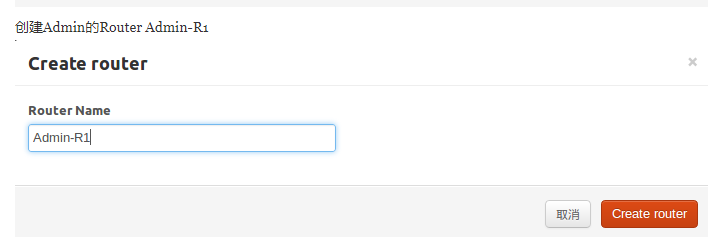 创建Admin的Router Admin-R1
Create router
×
Router Name
Admin-R1
取消 Create router